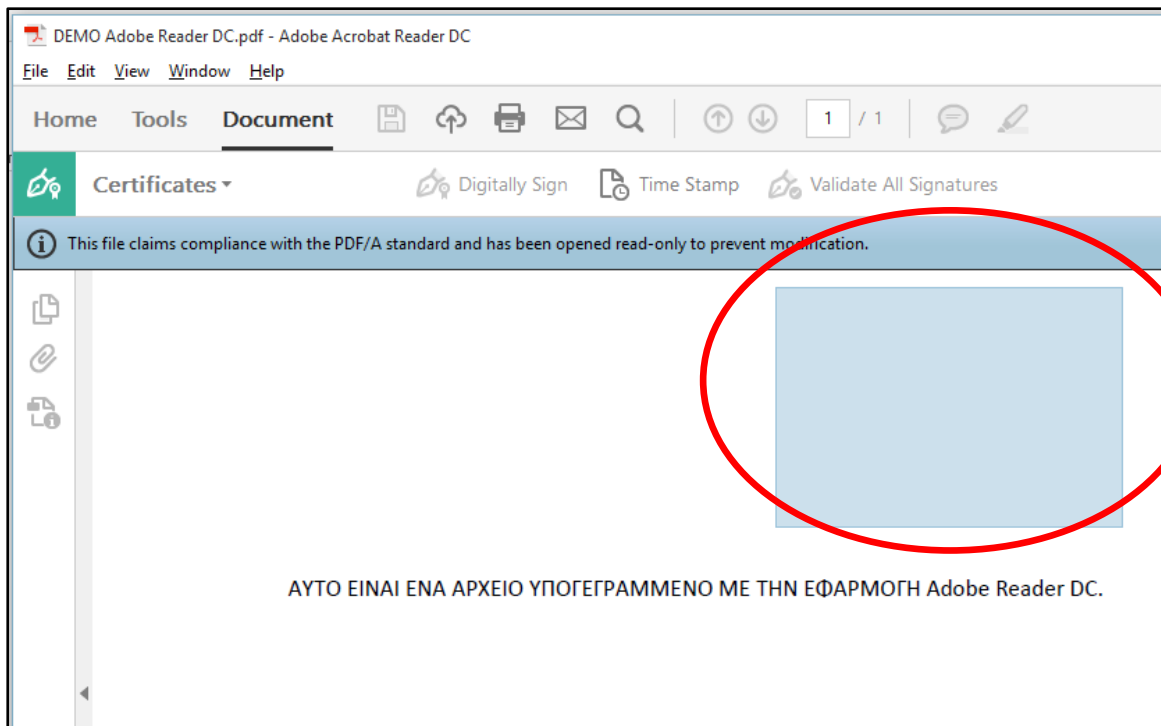 DEMO Adobe Reader DC.pdf - Adobe Acrobat Reader DC
File Edit View Window Help
Home Tools Document 1 / 1
Certificates Digitally Sign Time Stamp Validate All Signatures
This file claims compliance with the PDF/A standard and has been opened read-only to prevent modification.
ΑΥΤΟ ΕΙΝΑΙ ΕΝΑ ΑΡΧΕΙΟ ΥΠΟΓΕΓΡΑΜΜΕΝΟ ΜΕ ΤΗΝ ΕΦΑΡΜΟΓΗ Adobe Reader DC.